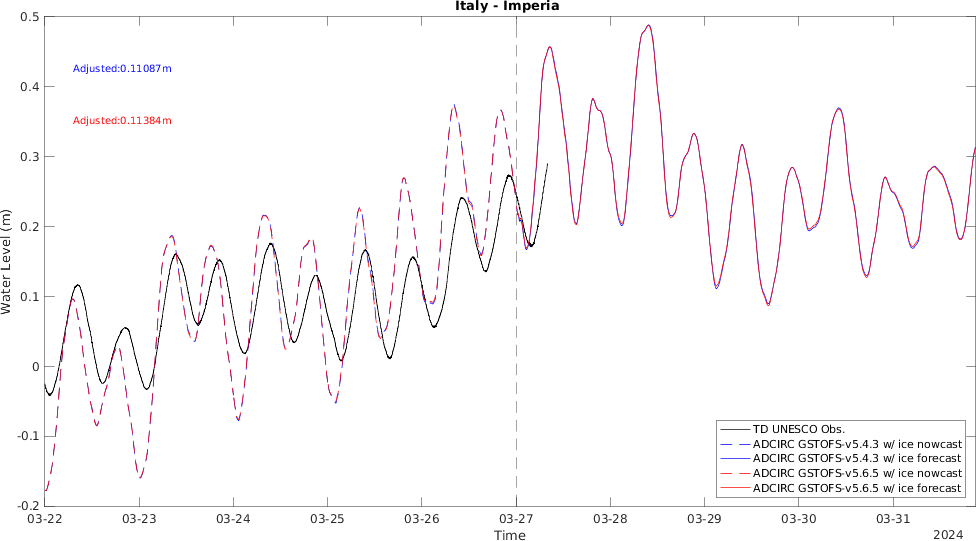 Italy - Imperia
0.5
Adjusted:0.11087m
0.4
Adjusted:0.11384m
0.3
0.2
0.1
0
-0.1
-0.2
Water Level (m)
TD UNESCO Obs.
ADCIRC GSTOFS-v5.4.3 w/ ice nowcast
ADCIRC GSTOFS-v5.4.3 w/ ice forecast
ADCIRC GSTOFS-v5.6.5 w/ ice nowcast
ADCIRC GSTOFS-v5.6.5 w/ ice forecast
03-22 03-23 03-24 03-25 03-26 03-27 03-28 03-29 03-30 03-31
Time
2024